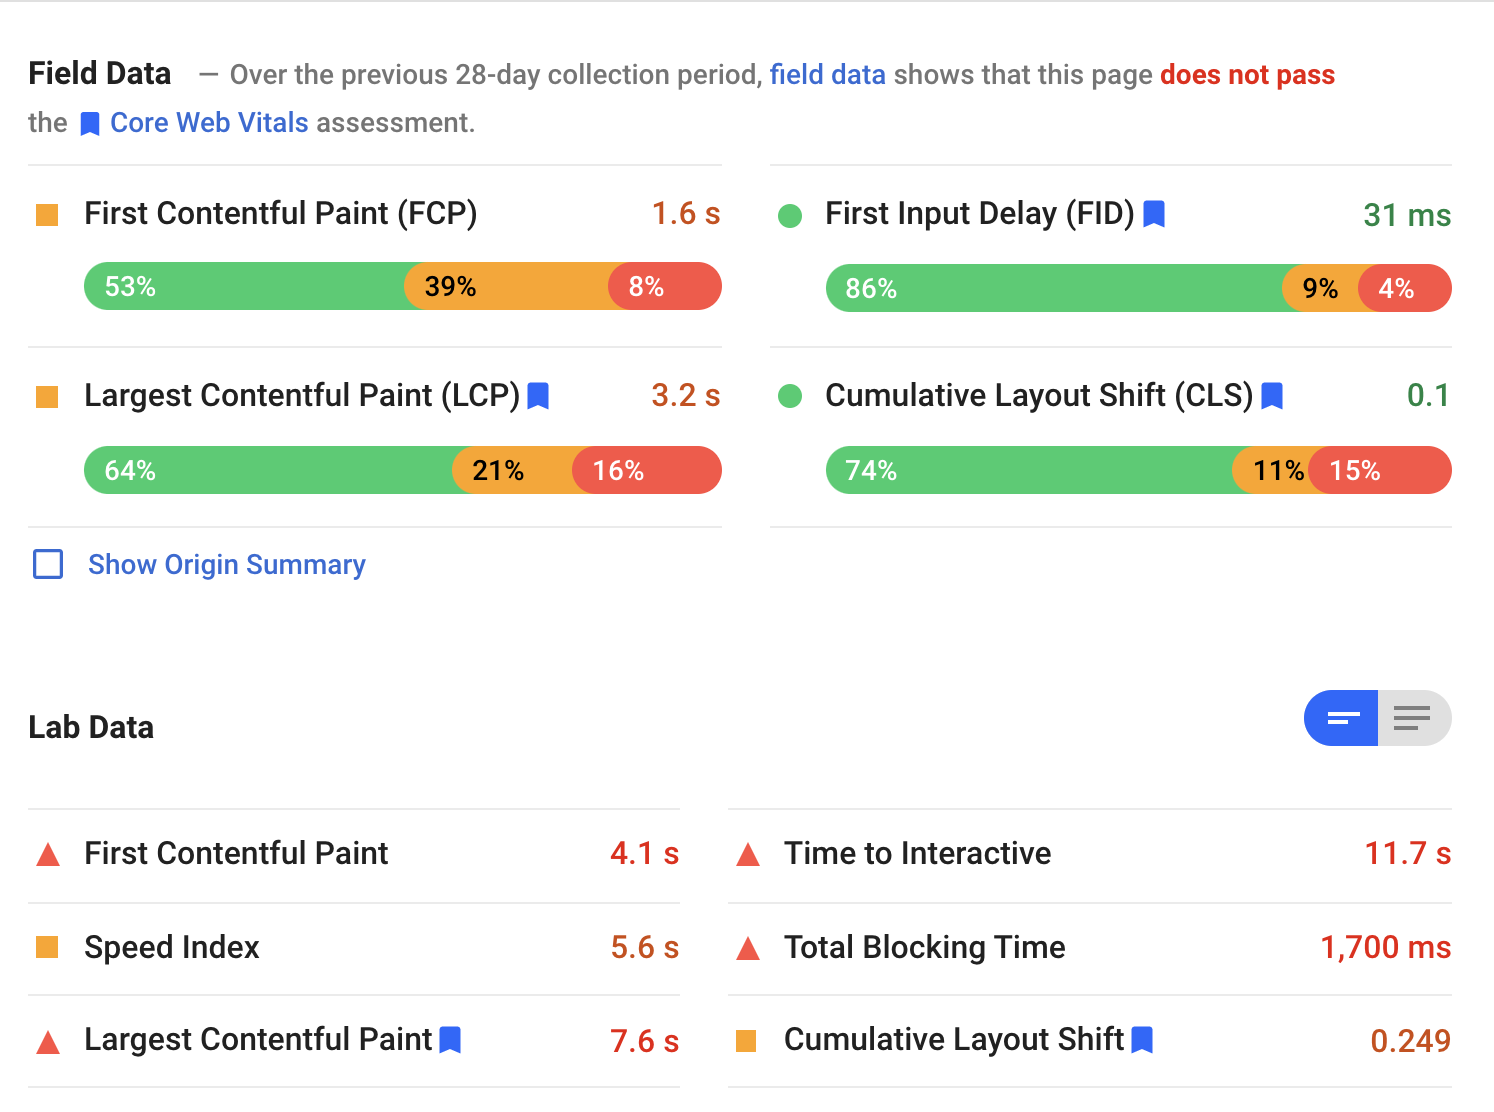 Field Data — Over the previous 28-day collection period, field data shows that this page does not pass
the Core Web Vitals assessment.
First Contentful Paint (FCP) 1.6 s
53% 39% 8%
First Input Delay (FID) 31 ms
86% 9% 4%
Largest Contentful Paint (LCP) 3.2 s
64% 21% 16%
Cumulative Layout Shift (CLS) 0.1
74% 11% 15%
Show Origin Summary
Lab Data
First Contentful Paint 4.1 s
Time to Interactive 11.7 s
Speed Index 5.6 s
Total Blocking Time 1,700 ms
Largest Contentful Paint 7.6 s
Cumulative Layout Shift 0.249